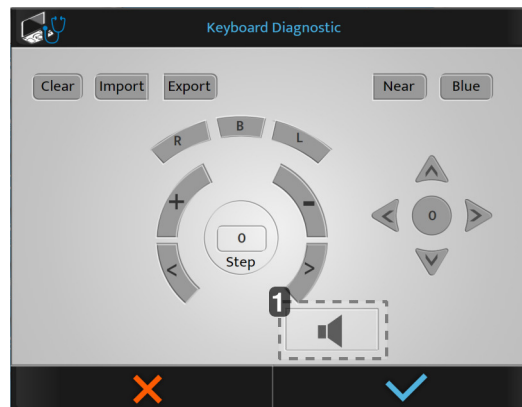 Keyboard Diagnostic
Clear Import Export Near Blue
R B L
+ -
0
Step
0
< >
1